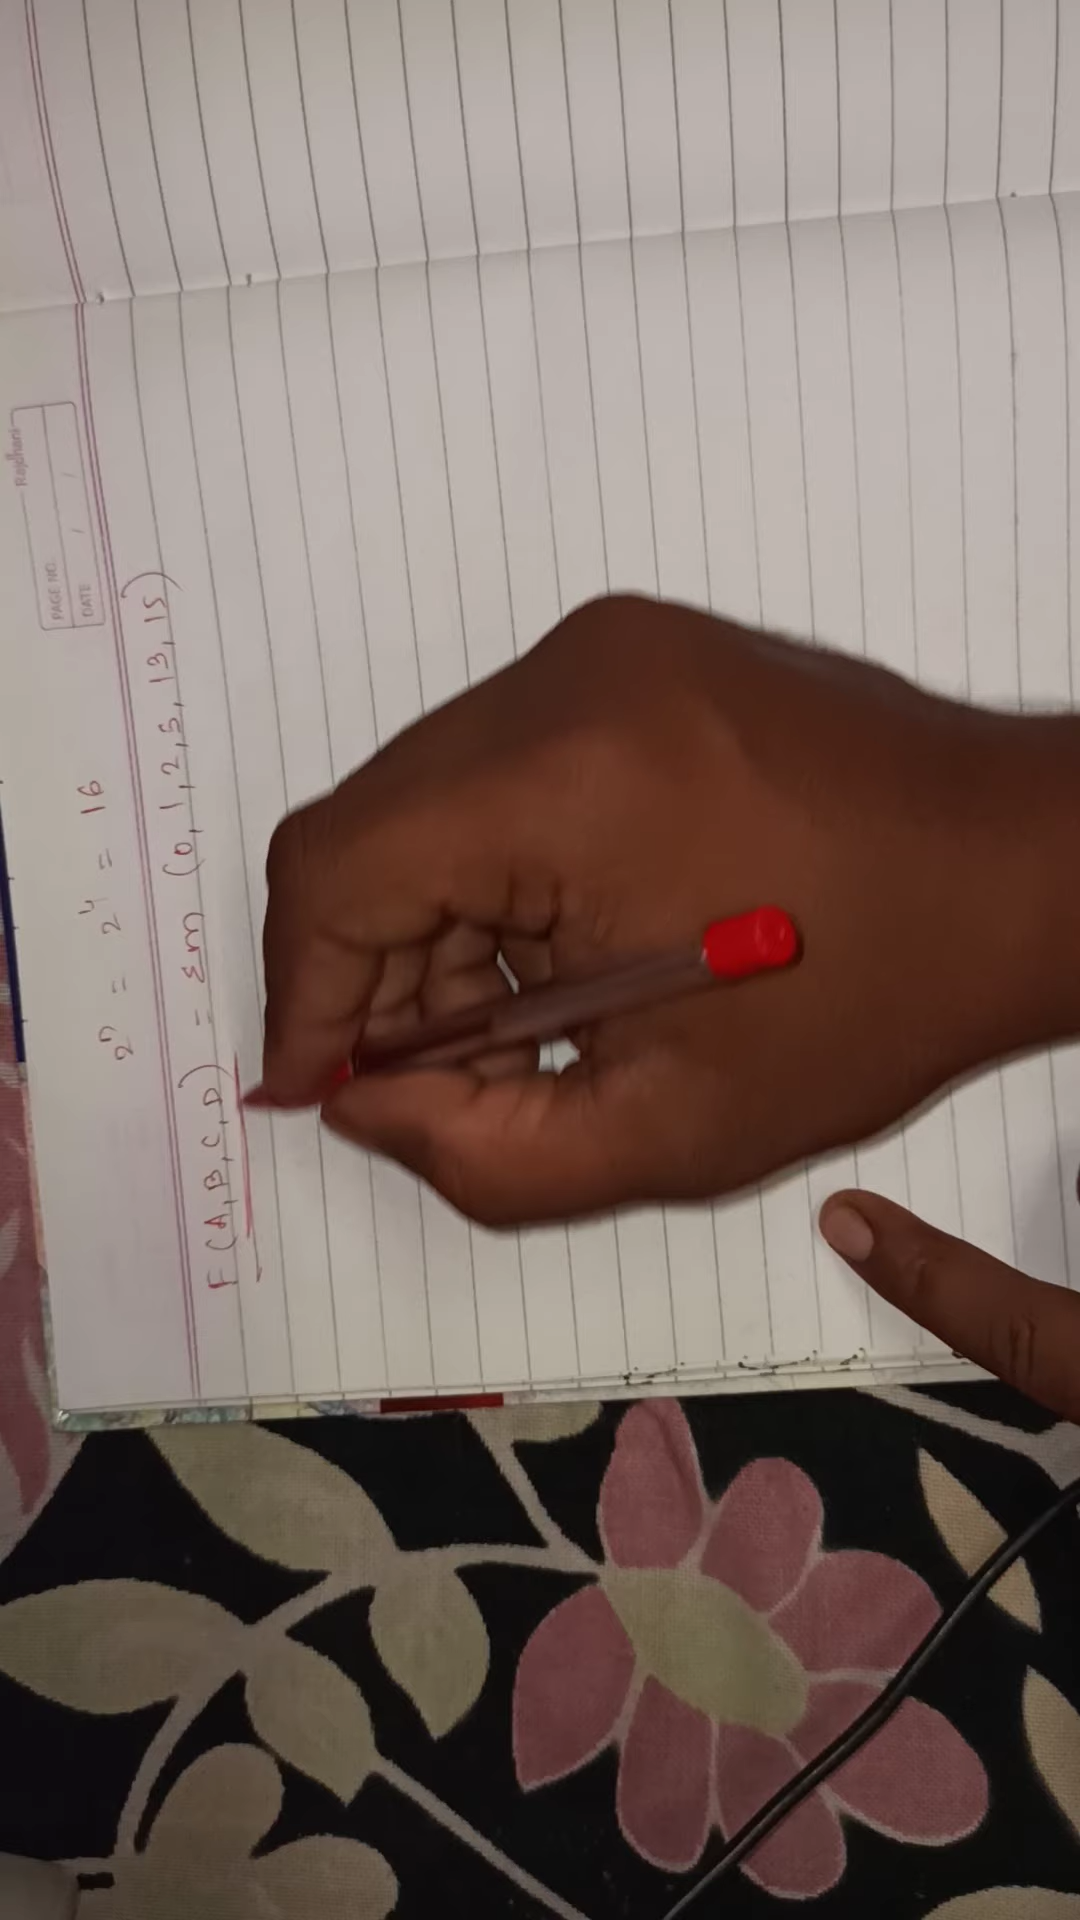 Rajdhani
PAGE NO.
DATE / /
2ⁿ = 2⁴ = 16
F(A,B,C,D) = Σm (0,1,2,5,13,15)